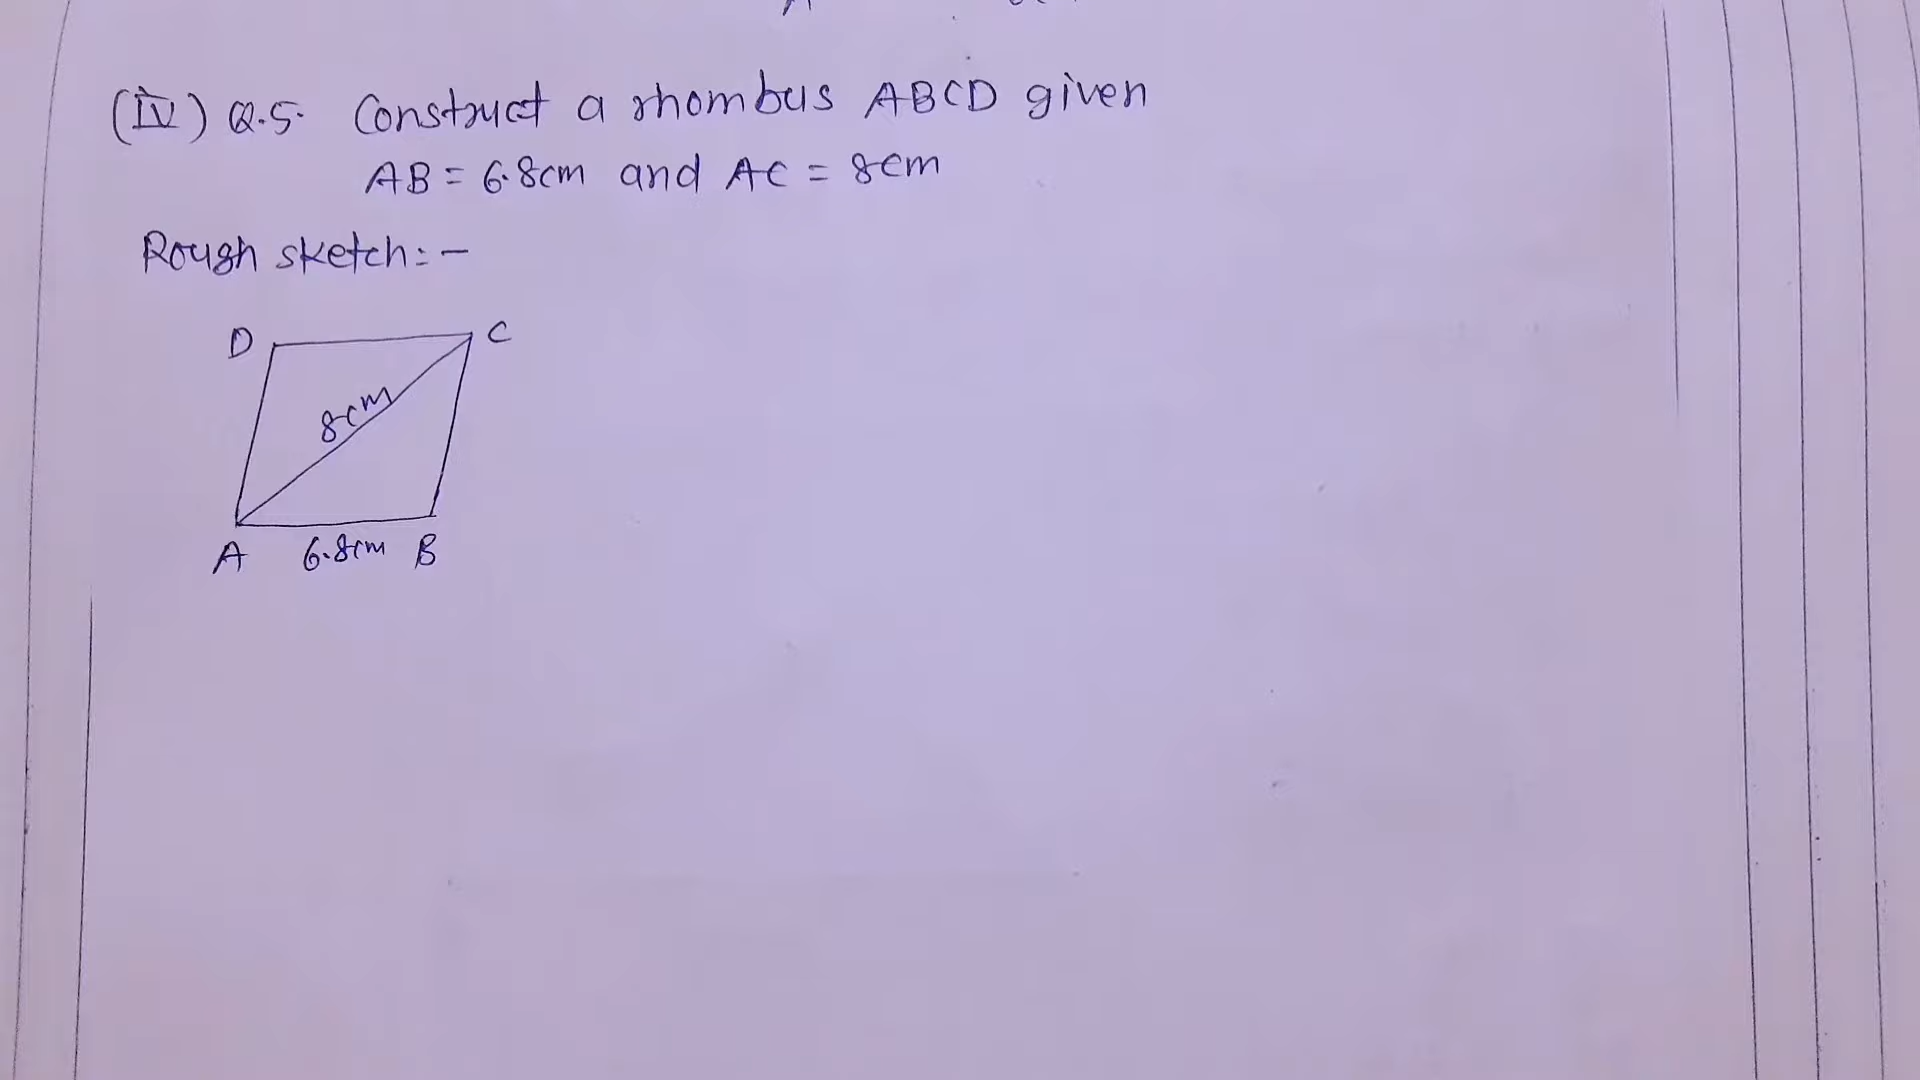 (IV) Q.5. Construct a rhombus ABCD given
AB = 6.8cm and AC = 8cm
Rough sketch:-
D C
8cm
A 6.8cm B